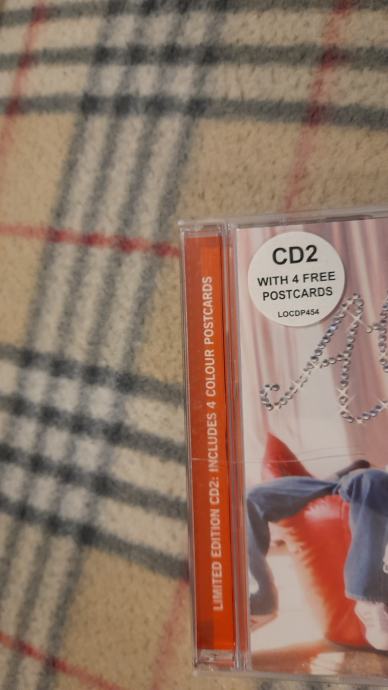 CD2
WITH 4 FREE
POSTCARDS
LOCDP454
LIMITED EDITION CD2: INCLUDES 4 COLOUR POSTCARDS